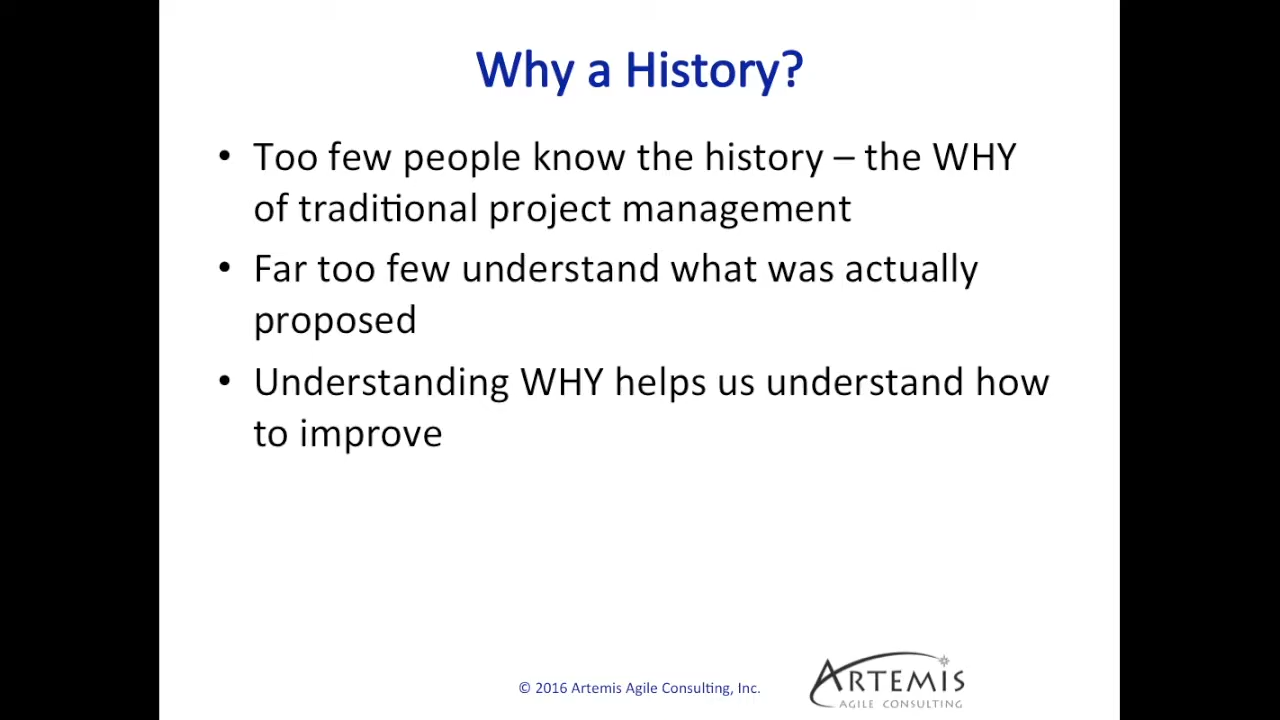 Why a History?
• Too few people know the history – the WHY
of traditional project management
• Far too few understand what was actually
proposed
• Understanding WHY helps us understand how
to improve
© 2016 Artemis Agile Consulting, Inc.
ARTEMIS
AGILE CONSULTING